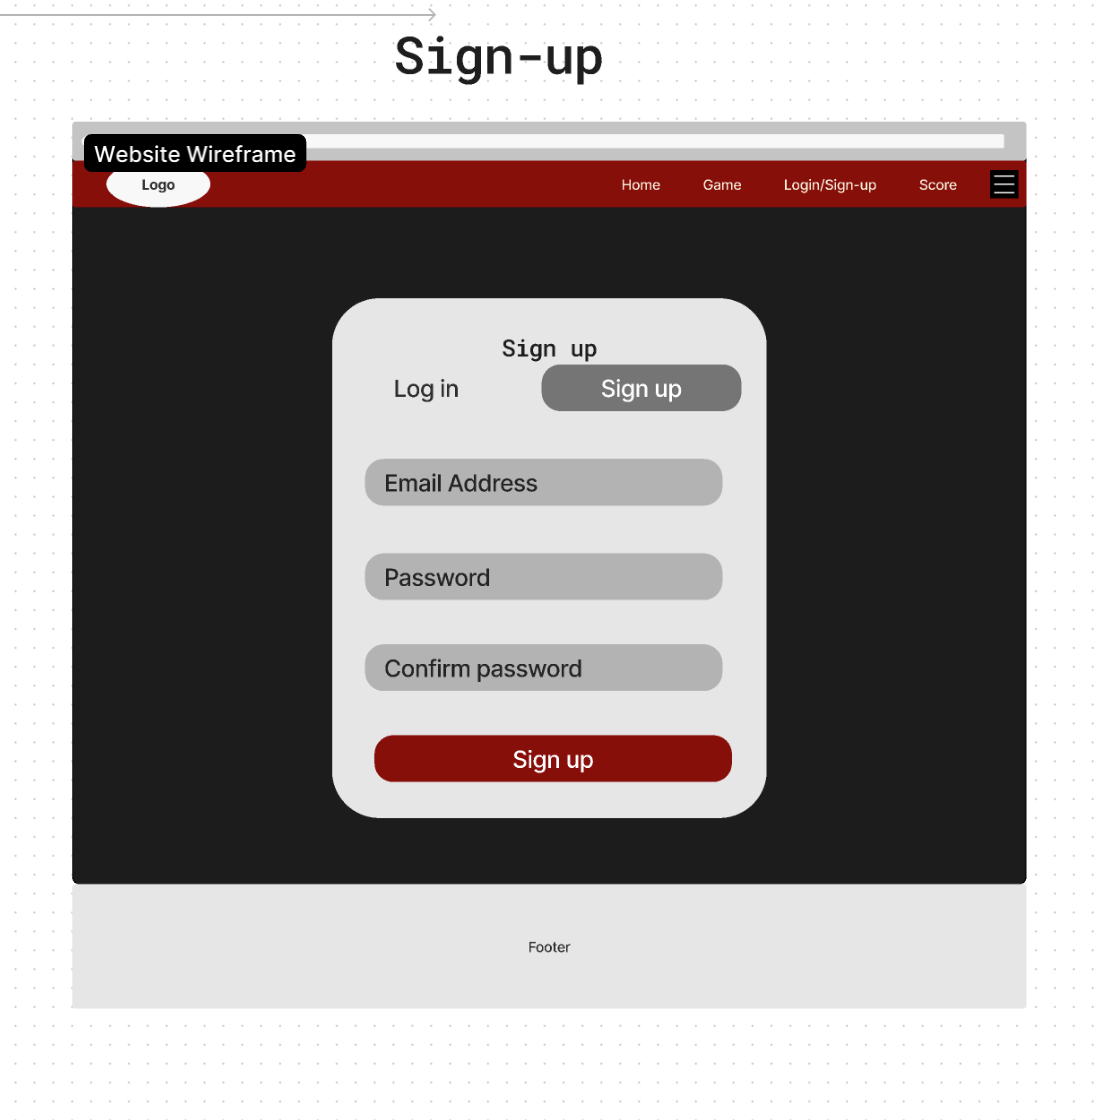 Sign-up
Website Wireframe
Logo
Home
Game
Login/Sign-up
Score
Sign up
Log in
Sign up
Email Address
Password
Confirm password
Sign up
Footer